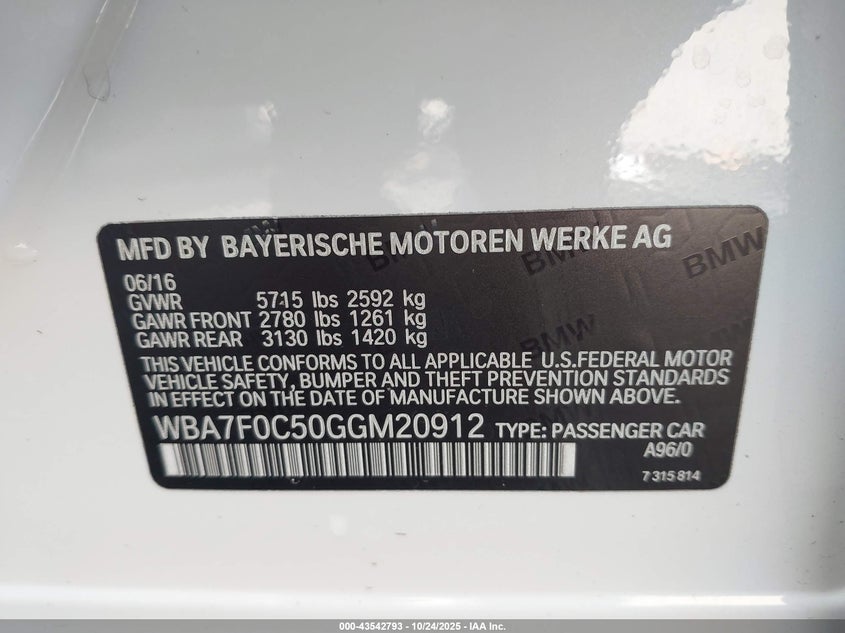 MFD BY BAYERISCHE MOTOREN WERKE AG
06/16
GVWR 5715 lbs 2592 kg
GAWR FRONT 2780 lbs 1261 kg
GAWR REAR 3130 lbs 1420 kg
THIS VEHICLE CONFORMS TO ALL APPLICABLE U.S.FEDERAL MOTOR
VEHICLE SAFETY, BUMPER AND THEFT PREVENTION STANDARDS
IN EFFECT ON THE DATE OF MANUFACTURE SHOWN ABOVE.
WBA7F0C50GGM20912 TYPE: PASSENGER CAR
A96/0
7 315 814
BMW
BMW
BMW
000-43542793 - 10/24/2025 - IAA Inc.